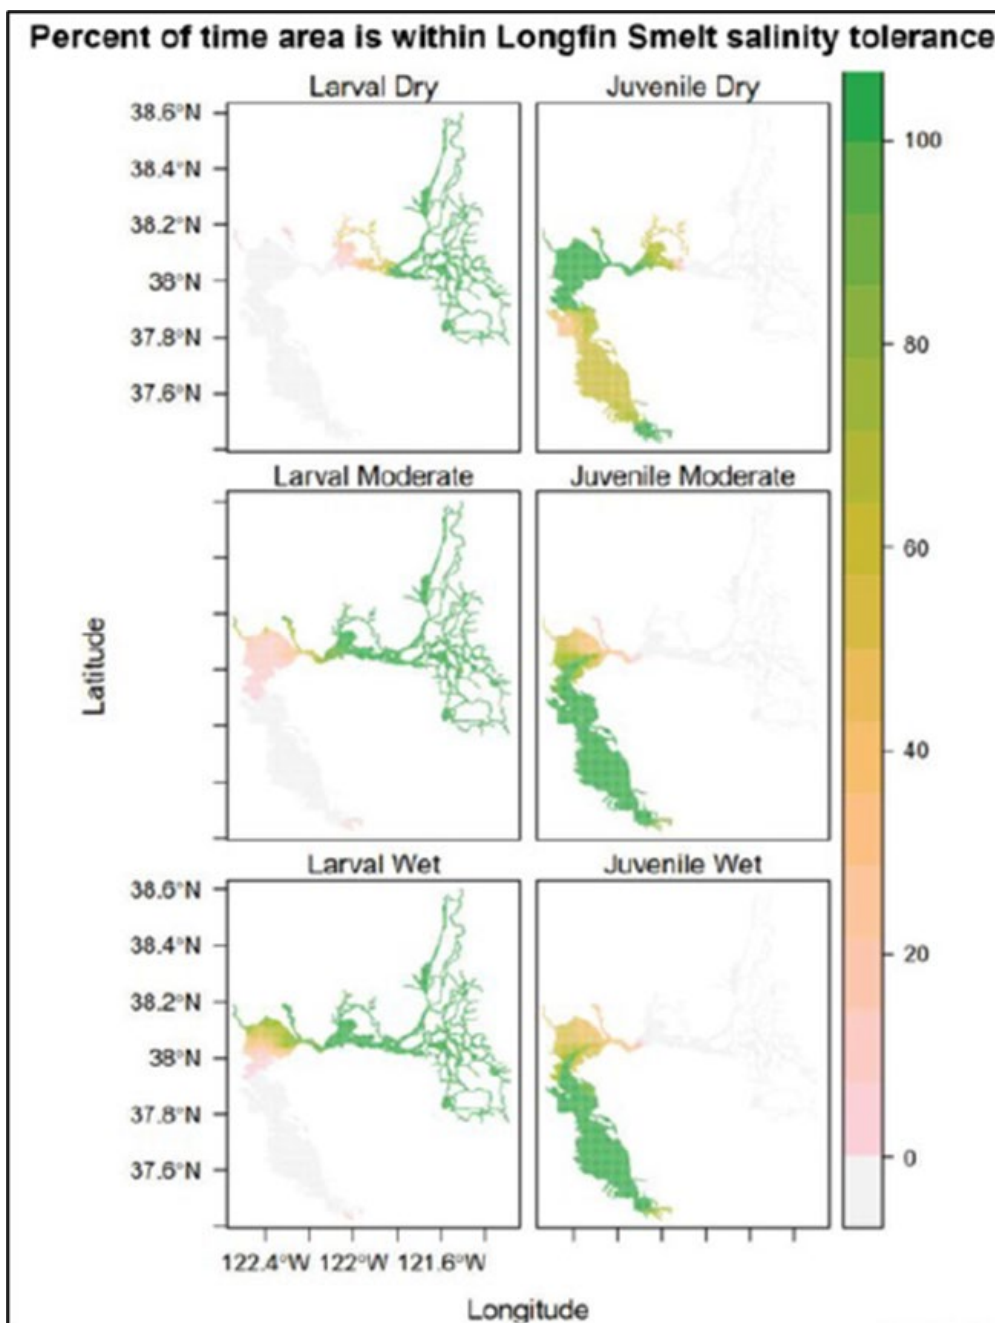 Percent of time area is within Longfin Smelt salinity tolerance
Larval Dry
Juvenile Dry
38.6°N
38.4°N
38.2°N
38°N
37.8°N
37.6°N
Larval Moderate
Juvenile Moderate
Larval Wet
Juvenile Wet
38.6°N
38.4°N
38.2°N
38°N
37.8°N
37.6°N
122.4°W 122°W 121.6°W
Latitude
Longitude
100
80
60
40
20
0